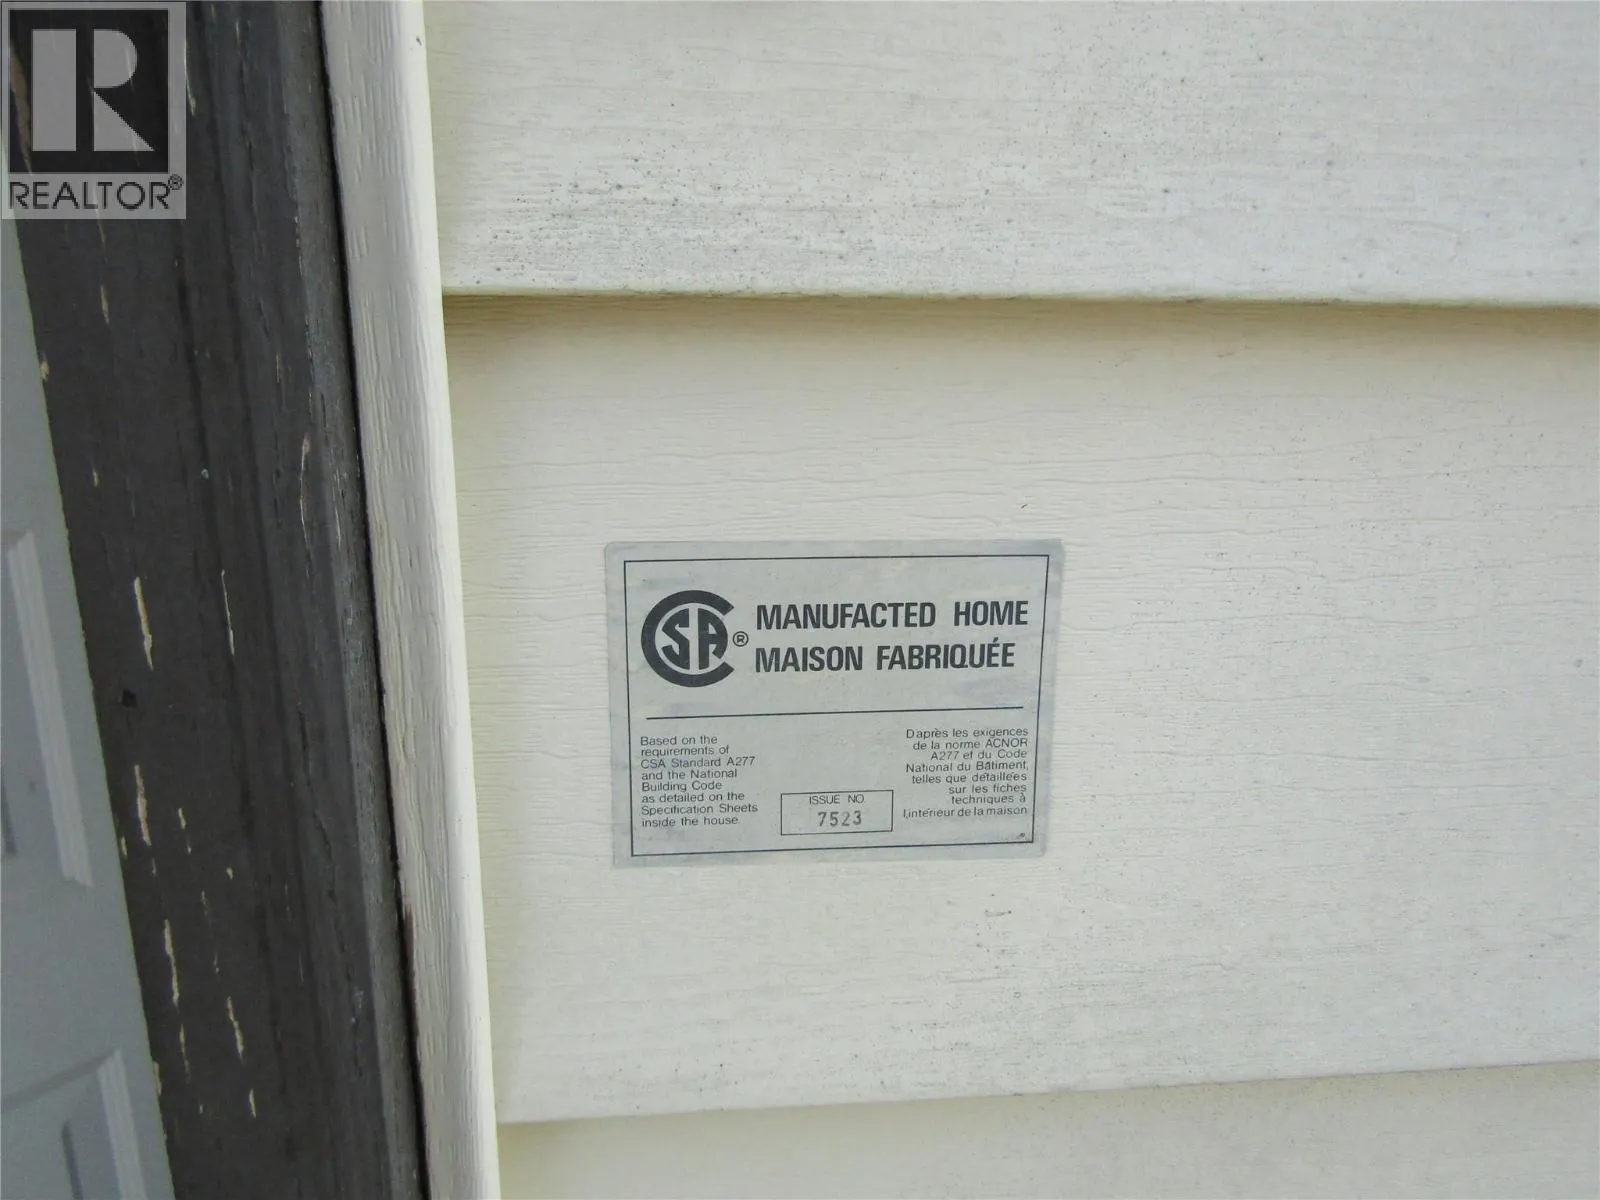 R
REALTOR®
CSA® MANUFACTED HOME
MAISON FABRIQUÉE
Based on the
requirements of
CSA Standard A277
and the National
Building Code
as detailed on the
Specification Sheets
inside the house.
ISSUE NO.
7523
D'après les exigences
de la norme ACNOR
A277 et du Code
National du Bâtiment,
telles que détaillées
sur les fiches
techniques à
l'intérieur de la maison.